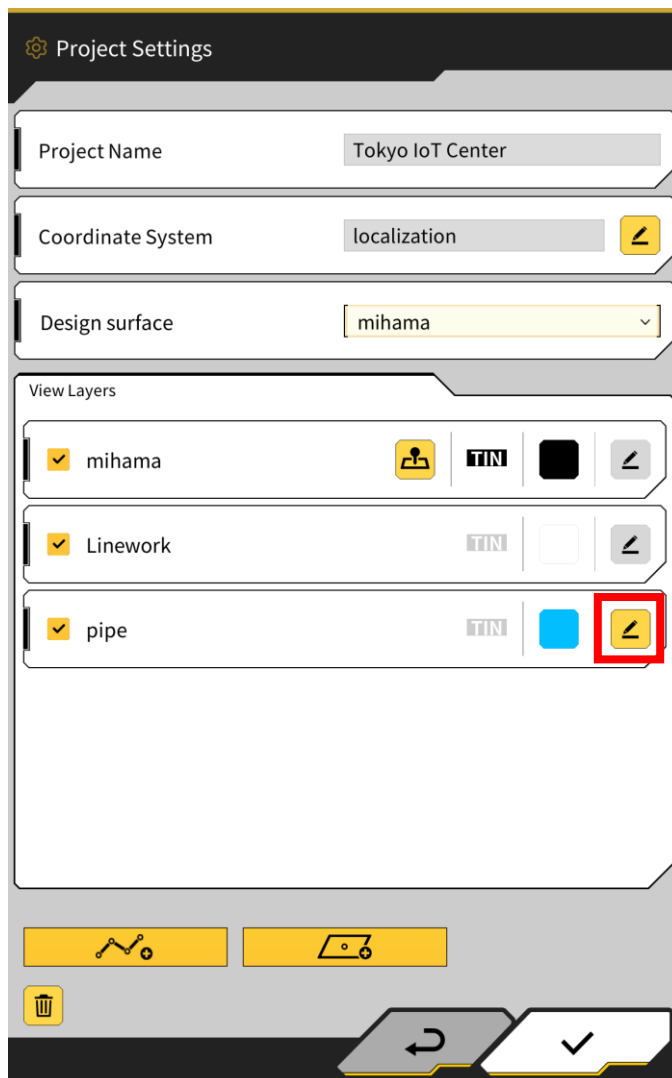 Project Settings
Project Name
Tokyo IoT Center
Coordinate System
localization
Design surface
mihama
View Layers
mihama
TIN
Linework
TIN
pipe
TIN